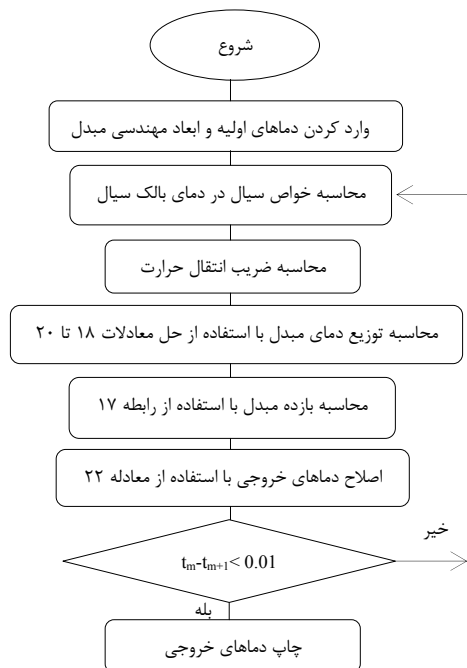 شروع
وارد کردن دماهای اولیه و ابعاد مهندسی مبدل
محاسبه خواص سیال در دمای بالک سیال
محاسبه ضریب انتقال حرارت
محاسبه توزیع دمای مبدل با استفاده از حل معادلات ۱۸ تا ۲۰
محاسبه بازده مبدل با استفاده از رابطه ۱۷
اصلاح دماهای خروجی با استفاده از معادله ۲۲
خیر
tm-tm+1< 0.01
بله
چاپ دماهای خروجی